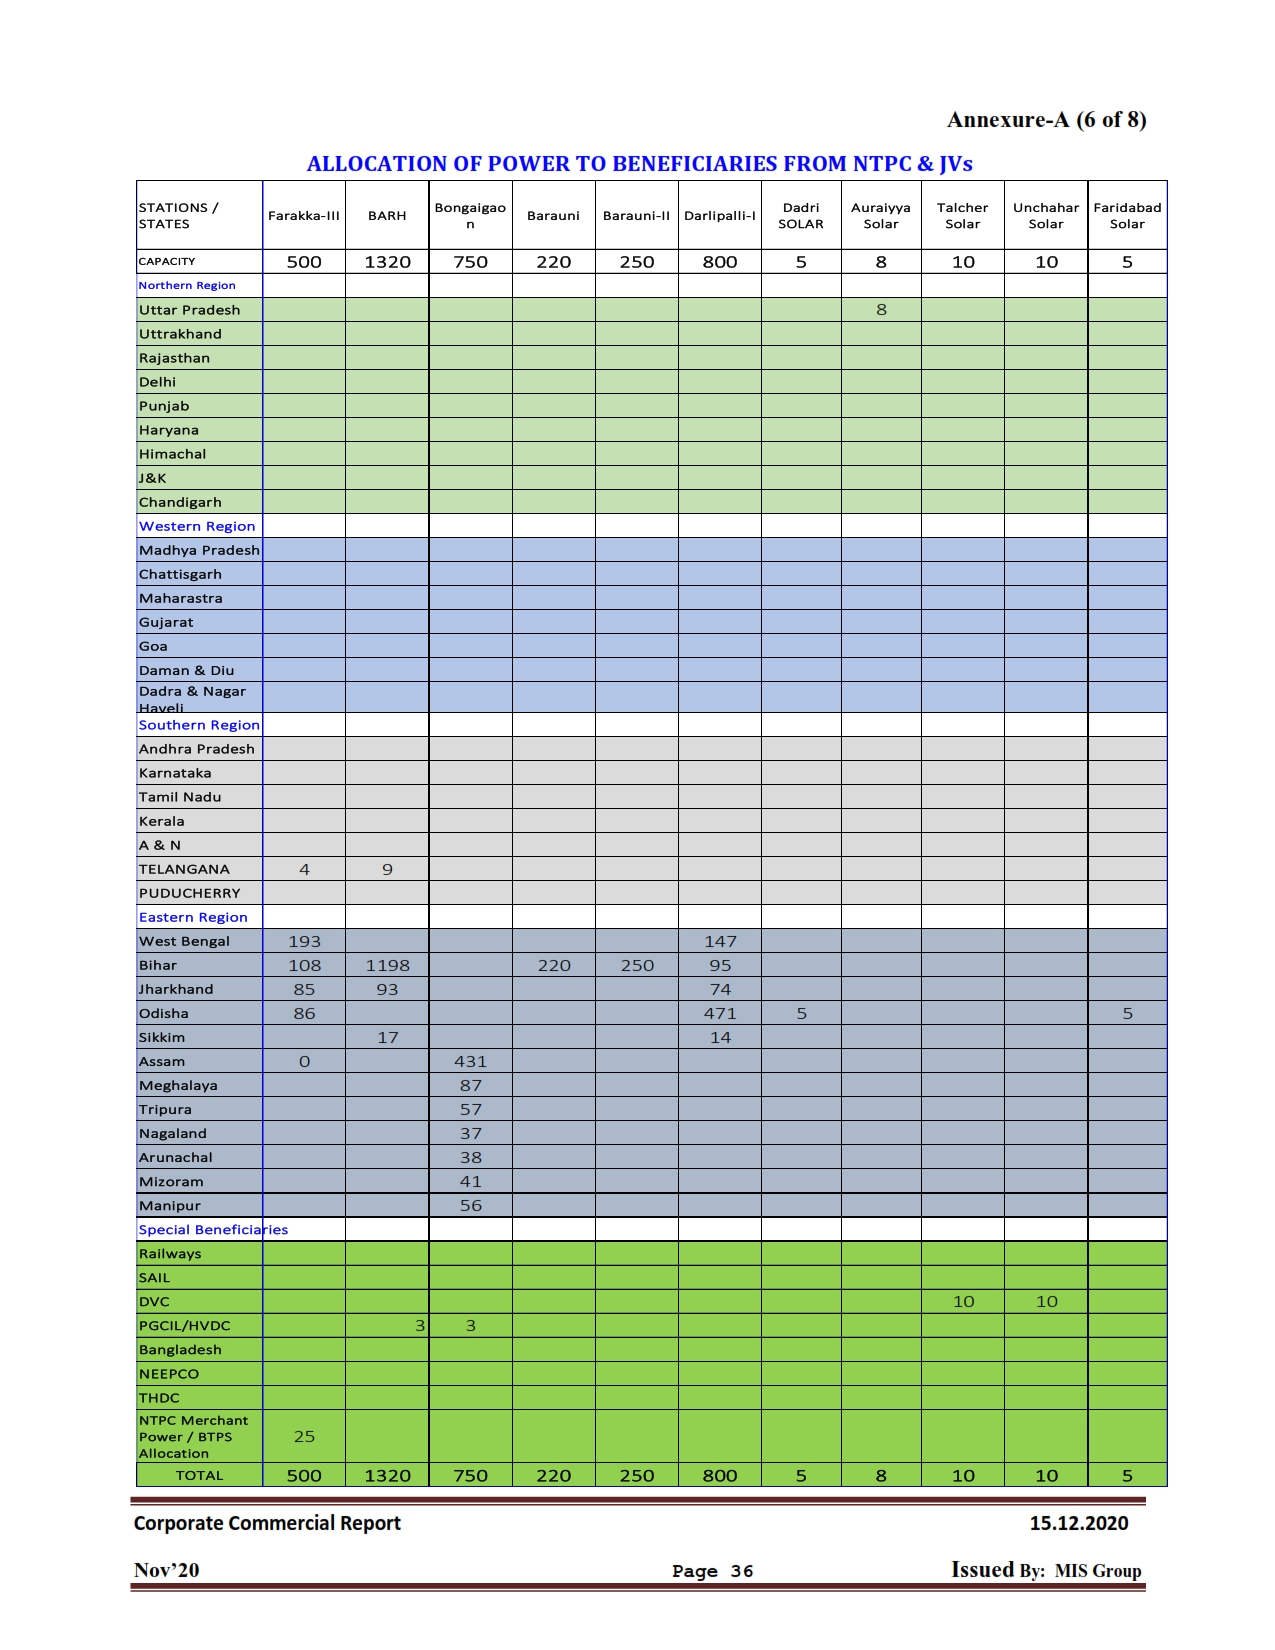 Annexure-A (6 of 8)
ALLOCATION OF POWER TO BENEFICIARIES FROM NTPC & JVs
STATIONS / STATES Farakka-III BARH Bongaigaon Barauni Barauni-II Darlipalli-I Dadri SOLAR Auraiyya Solar Talcher Solar Unchahar Solar Faridabad Solar
CAPACITY 500 1320 750 220 250 800 5 8 10 10 5
Northern Region
Uttar Pradesh 8
Uttrakhand
Rajasthan
Delhi
Punjab
Haryana
Himachal
J&K
Chandigarh
Western Region
Madhya Pradesh
Chattisgarh
Maharastra
Gujarat
Goa
Daman & Diu
Dadra & Nagar
Haveli
Southern Region
Andhra Pradesh
Karnataka
Tamil Nadu
Kerala
A & N
TELANGANA 4 9
PUDUCHERRY
Eastern Region
West Bengal 193 147
Bihar 108 1198 220 250 95
Jharkhand 85 93 74
Odisha 86 471 5 5
Sikkim 17 14
Assam 0 431
Meghalaya 87
Tripura 57
Nagaland 37
Arunachal 38
Mizoram 41
Manipur 56
Special Beneficiaries
Railways
SAIL
DVC 10 10
PGCIL/HVDC 3 3
Bangladesh
NEEPCO
THDC
NTPC Merchant
Power / BTPS 25
Allocation
TOTAL 500 1320 750 220 250 800 5 8 10 10 5
Corporate Commercial Report 15.12.2020
Nov’20 Page 36 Issued By: MIS Group